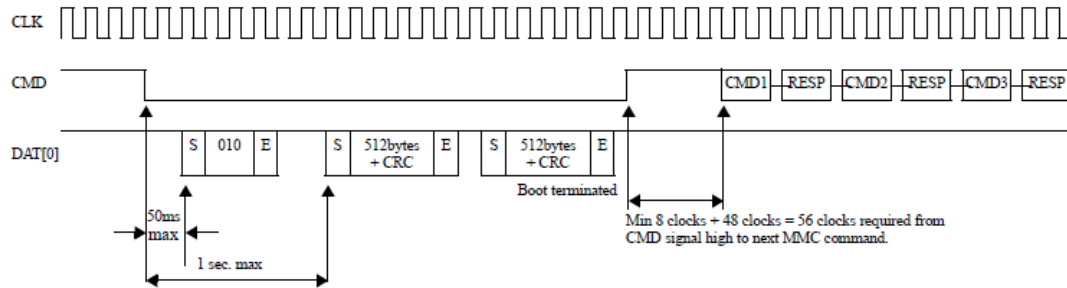 CLK
CMD
CMD1 RESP CMD2 RESP CMD3 RESP
DAT[0]
S 010 E S 512bytes + CRC E S 512bytes + CRC E
Boot terminated
50ms
max
1 sec. max
Min 8 clocks + 48 clocks = 56 clocks required from
CMD signal high to next MMC command.